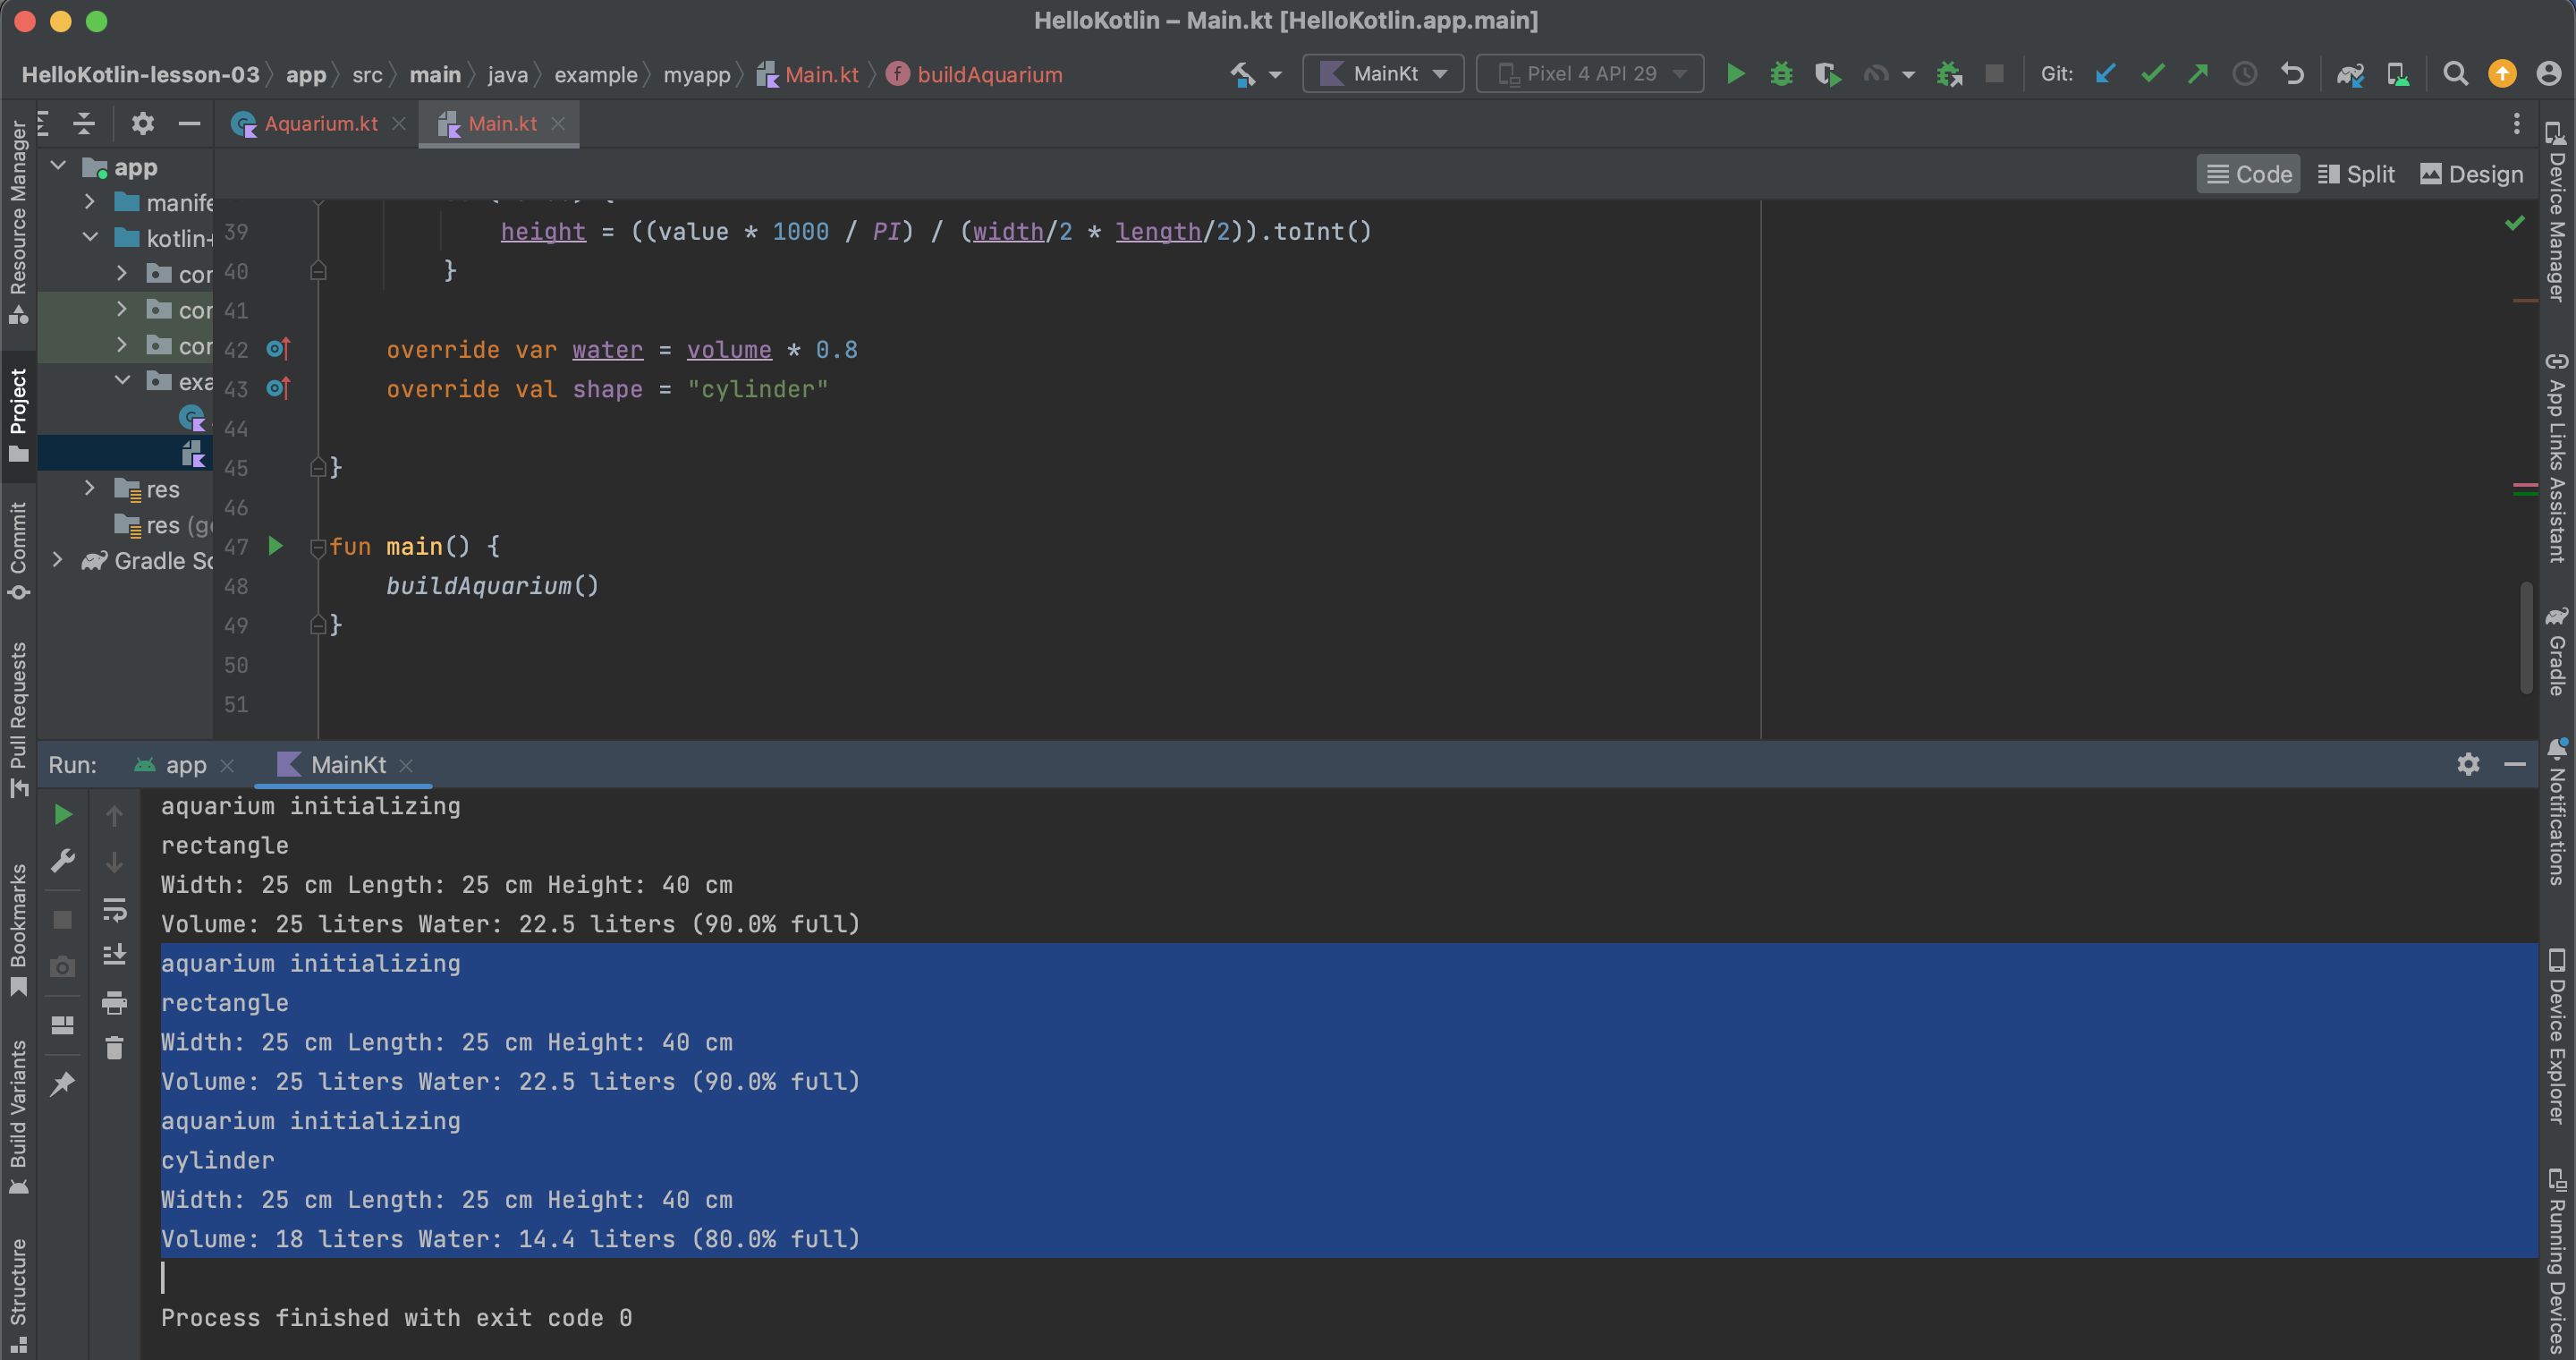 HelloKotlin – Main.kt [HelloKotlin.app.main]
HelloKotlin-lesson-03 app src main java example myapp Main.kt buildAquarium
MainKt
Pixel 4 API 29
Git:
Aquarium.kt
Main.kt
Code
Split
Design
Resource Manager
Project
Commit
Pull Requests
Bookmarks
Build Variants
Structure
app
manife
kotlin-
cor
cor
cor
exa
res
res (g
Gradle Sc
39 height = ((value * 1000 / PI) / (width/2 * length/2)).toInt()
40 }
41
42 override var water = volume * 0.8
43 override val shape = "cylinder"
44
45 }
46
47 fun main() {
48 buildAquarium()
49 }
50
51
Device Manager
App Links Assistant
Gradle
Notifications
Device Explorer
Running Devices
Run: app MainKt
aquarium initializing
rectangle
Width: 25 cm Length: 25 cm Height: 40 cm
Volume: 25 liters Water: 22.5 liters (90.0% full)
aquarium initializing
rectangle
Width: 25 cm Length: 25 cm Height: 40 cm
Volume: 25 liters Water: 22.5 liters (90.0% full)
aquarium initializing
cylinder
Width: 25 cm Length: 25 cm Height: 40 cm
Volume: 18 liters Water: 14.4 liters (80.0% full)
Process finished with exit code 0